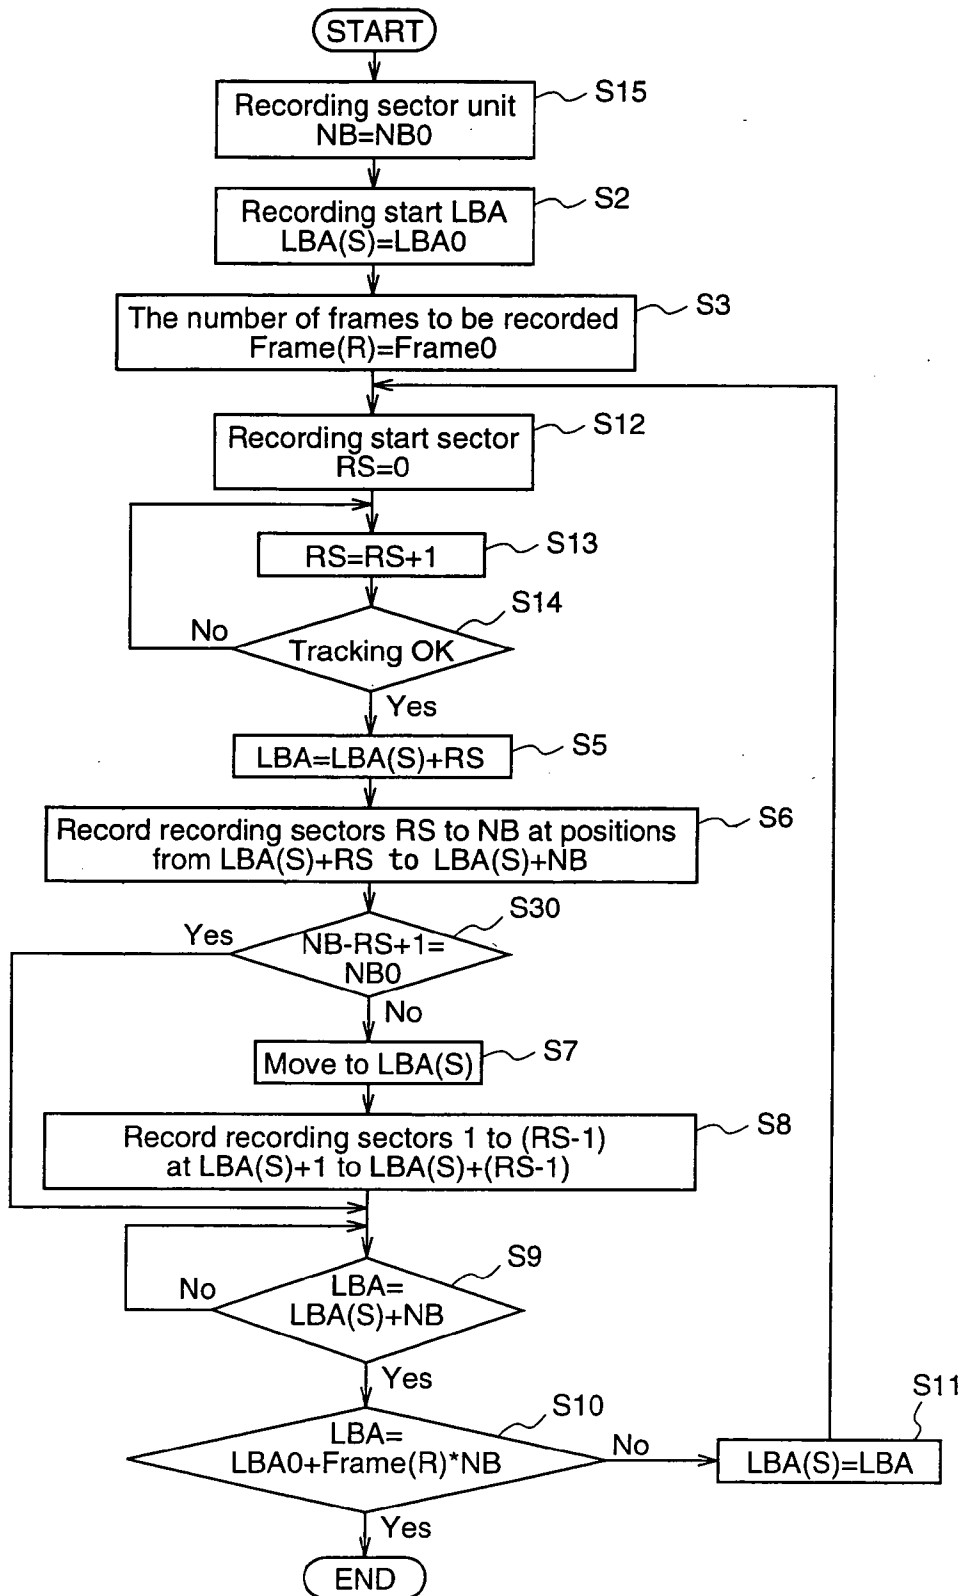 START
Recording sector unit
NB=NB0
S15
Recording start LBA
LBA(S)=LBA0
S2
The number of frames to be recorded
Frame(R)=Frame0
S3
Recording start sector
RS=0
S12
RS=RS+1
S13
S14
No
Tracking OK
Yes
LBA=LBA(S)+RS
S5
Record recording sectors RS to NB at positions
from LBA(S)+RS to LBA(S)+NB
S6
S30
Yes
NB-RS+1=
NB0
No
Move to LBA(S)
S7
Record recording sectors 1 to (RS-1)
at LBA(S)+1 to LBA(S)+(RS-1)
S8
S9
No
LBA=
LBA(S)+NB
Yes
S10
LBA=
LBA0+Frame(R)*NB
No
S11
LBA(S)=LBA
Yes
END